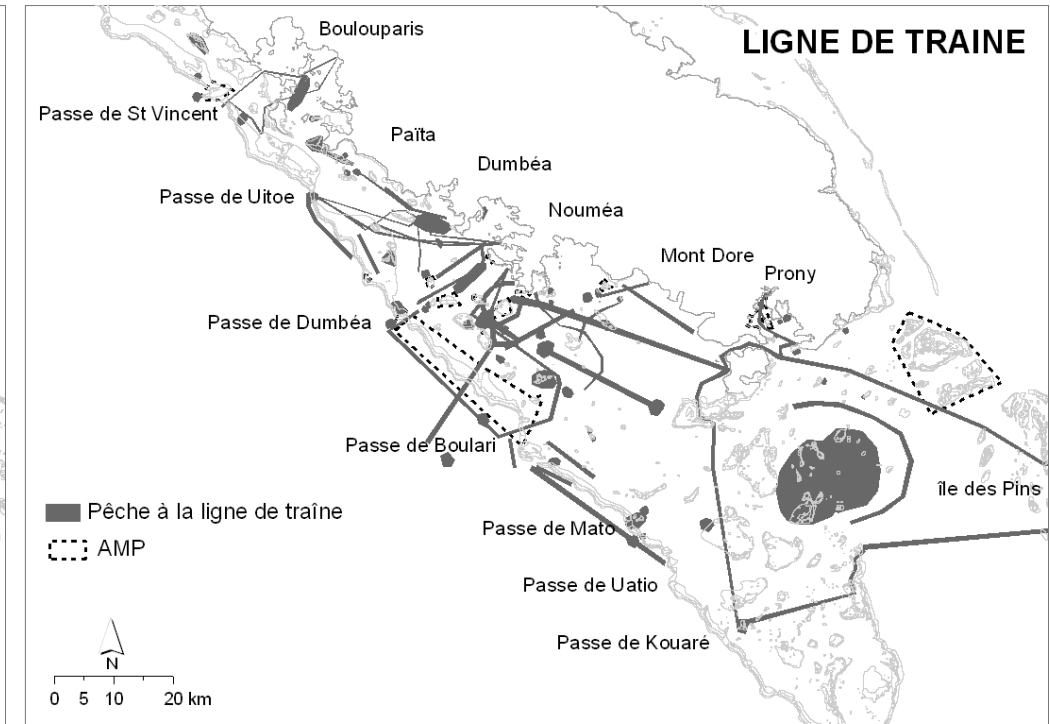 LIGNE DE TRAINE
Boulouparis
Passe de St Vincent
Païta
Dumbéa
Passe de Uitoe
Nouméa
Mont Dore
Prony
Passe de Dumbéa
Passe de Boulari
île des Pins
Pêche à la ligne de traîne
Passe de Mato
AMP
Passe de Uatio
Passe de Kouaré
N
0 5 10 20 km